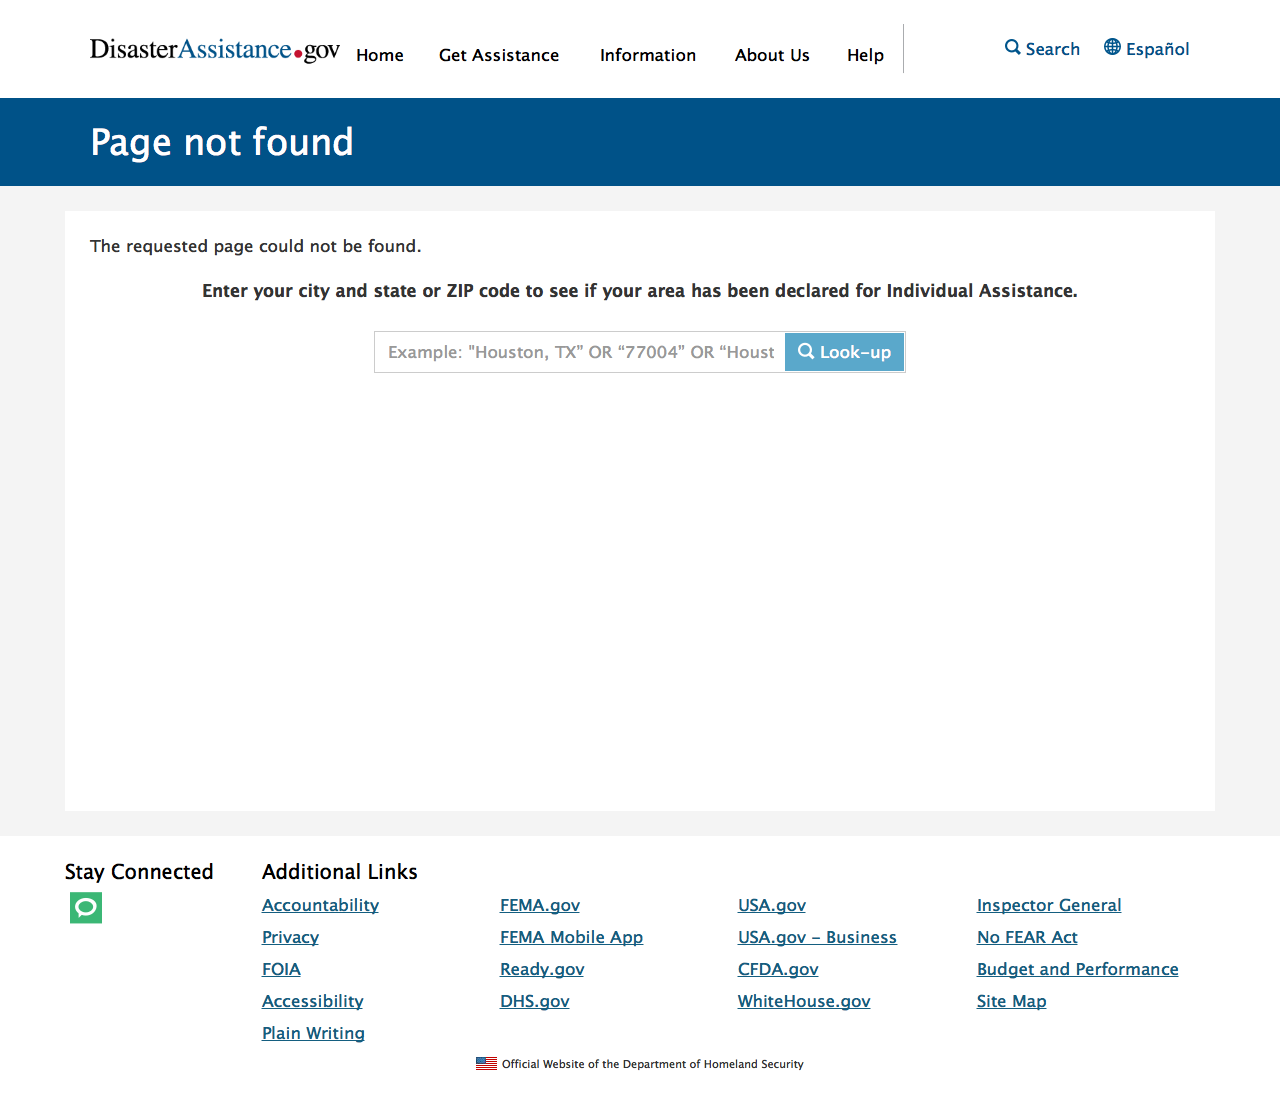 DisasterAssistance.gov Home Get Assistance Information About Us Help Search Español
Page not found
The requested page could not be found.
Enter your city and state or ZIP code to see if your area has been declared for Individual Assistance.
Example: "Houston, TX” OR “77004” OR “Houst Look-up
Stay Connected Additional Links
Accountability FEMA.gov USA.gov Inspector General
Privacy FEMA Mobile App USA.gov - Business No FEAR Act
FOIA Ready.gov CFDA.gov Budget and Performance
Accessibility DHS.gov WhiteHouse.gov Site Map
Plain Writing
Official Website of the Department of Homeland Security